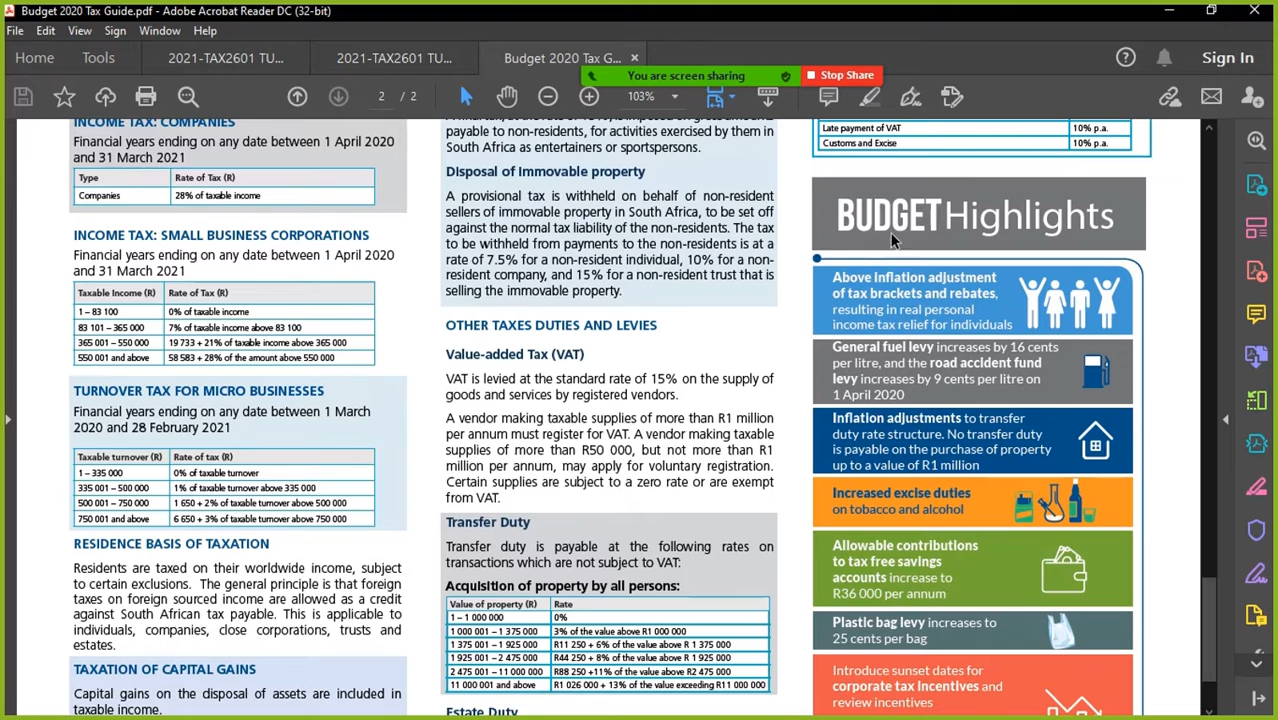 Budget 2020 Tax Guide.pdf - Adobe Acrobat Reader DC (32-bit)
File Edit View Sign Window Help
Home Tools 2021-TAX2601 TU... 2021-TAX2601 TU... Budget 2020 Tax G... ×
Sign In
You are screen sharing Stop Share
2 / 2 103%
INCOME TAX: COMPANIES
Financial years ending on any date between 1 April 2020
and 31 March 2021
Type Rate of Tax (R)
Companies 28% of taxable income
INCOME TAX: SMALL BUSINESS CORPORATIONS
Financial years ending on any date between 1 April 2020
and 31 March 2021
Taxable Income (R) Rate of Tax (R)
1 – 83 100 0% of taxable income
83 101 – 365 000 7% of taxable income above 83 100
365 001 – 550 000 19 733 + 21% of taxable income above 365 000
550 001 and above 58 583 + 28% of the amount above 550 000
TURNOVER TAX FOR MICRO BUSINESSES
Financial years ending on any date between 1 March
2020 and 28 February 2021
Taxable turnover (R) Rate of tax (R)
1 – 335 000 0% of taxable turnover
335 001 – 500 000 1% of taxable turnover above 335 000
500 001 – 750 000 1 650 + 2% of taxable turnover above 500 000
750 001 and above 6 650 + 3% of taxable turnover above 750 000
RESIDENCE BASIS OF TAXATION
Residents are taxed on their worldwide income, subject
to certain exclusions. The general principle is that foreign
taxes on foreign sourced income are allowed as a credit
against South African tax payable. This is applicable to
individuals, companies, close corporations, trusts and
estates.
TAXATION OF CAPITAL GAINS
Capital gains on the disposal of assets are included in
taxable income.
payable to non-residents, for activities exercised by them in
South Africa as entertainers or sportspersons.
Disposal of Immovable property
A provisional tax is withheld on behalf of non-resident
sellers of immovable property in South Africa, to be set off
against the normal tax liability of the non-residents. The tax
to be withheld from payments to the non-residents is at a
rate of 7.5% for a non-resident individual, 10% for a non-
resident company, and 15% for a non-resident trust that is
selling the immovable property.
OTHER TAXES DUTIES AND LEVIES
Value-added Tax (VAT)
VAT is levied at the standard rate of 15% on the supply of
goods and services by registered vendors.
A vendor making taxable supplies of more than R1 million
per annum must register for VAT. A vendor making taxable
supplies of more than R50 000, but not more than R1
million per annum, may apply for voluntary registration.
Certain supplies are subject to a zero rate or are exempt
from VAT.
Transfer Duty
Transfer duty is payable at the following rates on
transactions which are not subject to VAT:
Acquisition of property by all persons:
Value of property (R) Rate
1 – 1 000 000 0%
1 000 001 – 1 375 000 3% of the value above R1 000 000
1 375 001 – 1 925 000 R11 250 + 6% of the value above R 1 375 000
1 925 001 – 2 475 000 R44 250 + 8% of the value above R 1 925 000
2 475 001 – 11 000 000 R88 250 +11% of the value above R2 475 000
11 000 001 and above R1 026 000 + 13% of the value exceeding R11 000 000
Estate Duty
Late payment of VAT 10% p.a.
Customs and Excise 10% p.a.
BUDGET Highlights
Above inflation adjustment
of tax brackets and rebates,
resulting in real personal
income tax relief for individuals
General fuel levy increases by 16 cents
per litre, and the road accident fund
levy increases by 9 cents per litre on
1 April 2020
Inflation adjustments to transfer
duty rate structure. No transfer duty
is payable on the purchase of property
up to a value of R1 million
Increased excise duties
on tobacco and alcohol
Allowable contributions
to tax free savings
accounts increase to
R36 000 per annum
Plastic bag levy increases to
25 cents per bag
Introduce sunset dates for
corporate tax incentives and
review incentives